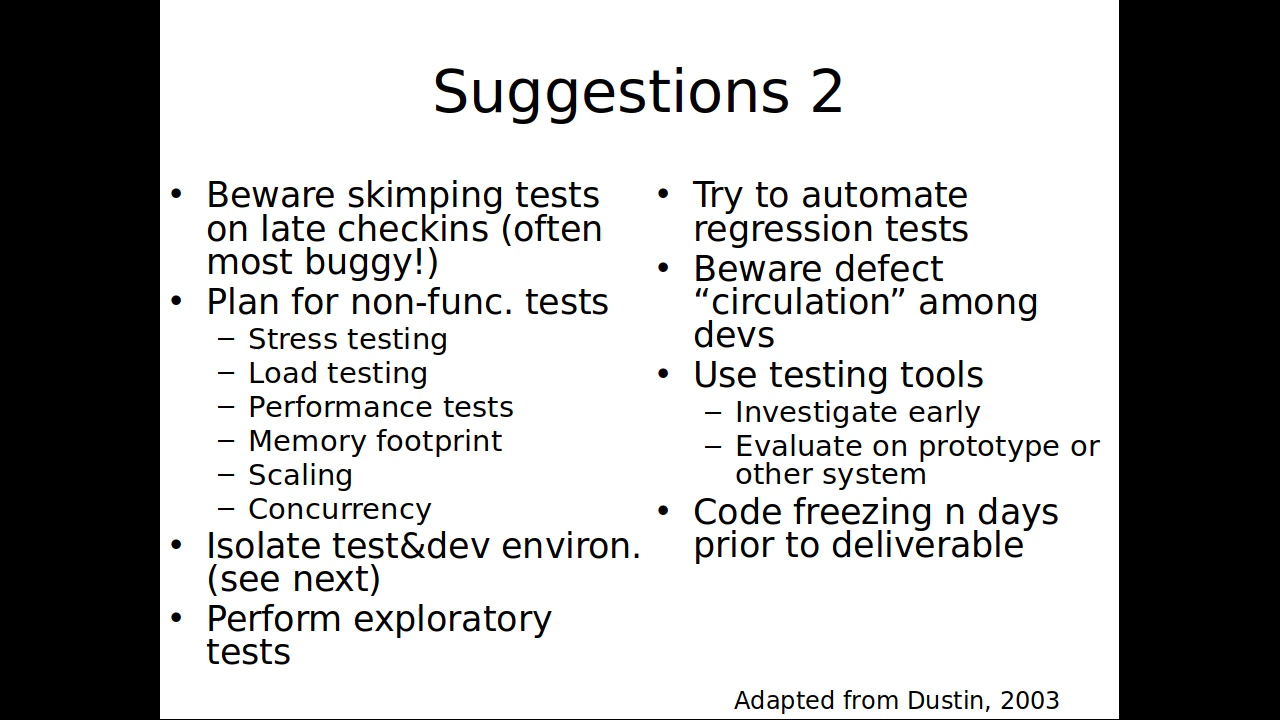 Suggestions 2
• Beware skimping tests
on late checkins (often
most buggy!)
• Plan for non-func. tests
– Stress testing
– Load testing
– Performance tests
– Memory footprint
– Scaling
– Concurrency
• Isolate test&dev environ.
(see next)
• Perform exploratory
tests
• Try to automate
regression tests
• Beware defect
“circulation” among
devs
• Use testing tools
– Investigate early
– Evaluate on prototype or
other system
• Code freezing n days
prior to deliverable
Adapted from Dustin, 2003